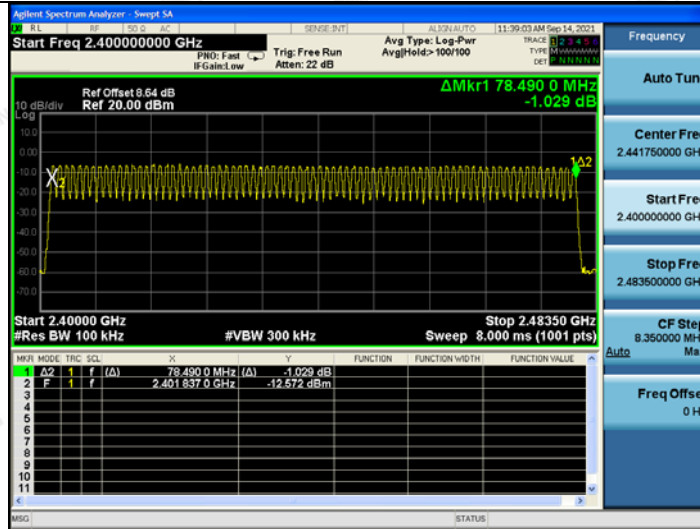 Agilent Spectrum Analyzer - Swept SA
RL RF 50 Ω AC SENSE:INT ALIGN AUTO 11:39:03 AM Sep 14, 2021
Start Freq 2.400000000 GHz
PNO: Fast
IFGain:Low
Trig: Free Run
Atten: 22 dB
Avg Type: Log-Pwr
Avg|Hold:> 100/100
TRACE 1 2 3 4 5 6
TYPE M
DET P N N N N N
Ref Offset 8.64 dB
Ref 20.00 dBm
10 dB/div
Log
ΔMkr1 78.490 0 MHz
-1.029 dB
10.0
0.00
-10.0
-20.0
-30.0
-40.0
-50.0
-60.0
-70.0
2
1Δ2
Start 2.40000 GHz
Stop 2.48350 GHz
#Res BW 100 kHz #VBW 300 kHz Sweep 8.000 ms (1001 pts)
MKR MODE TRC SCL X Y FUNCTION FUNCTION WIDTH FUNCTION VALUE
1 Δ2 1 f (Δ) 78.490 0 MHz (Δ) -1.029 dB
2 F 1 f 2.401 837 0 GHz -12.572 dBm
3
4
5
6
7
8
9
10
11
MSG STATUS
Frequency
Auto Tun
Center Fre
2.441750000 GH
Start Fre
2.400000000 GH
Stop Fre
2.483500000 GH
CF Ste
8.350000 MH
Auto Ma
Freq Offse
0 H